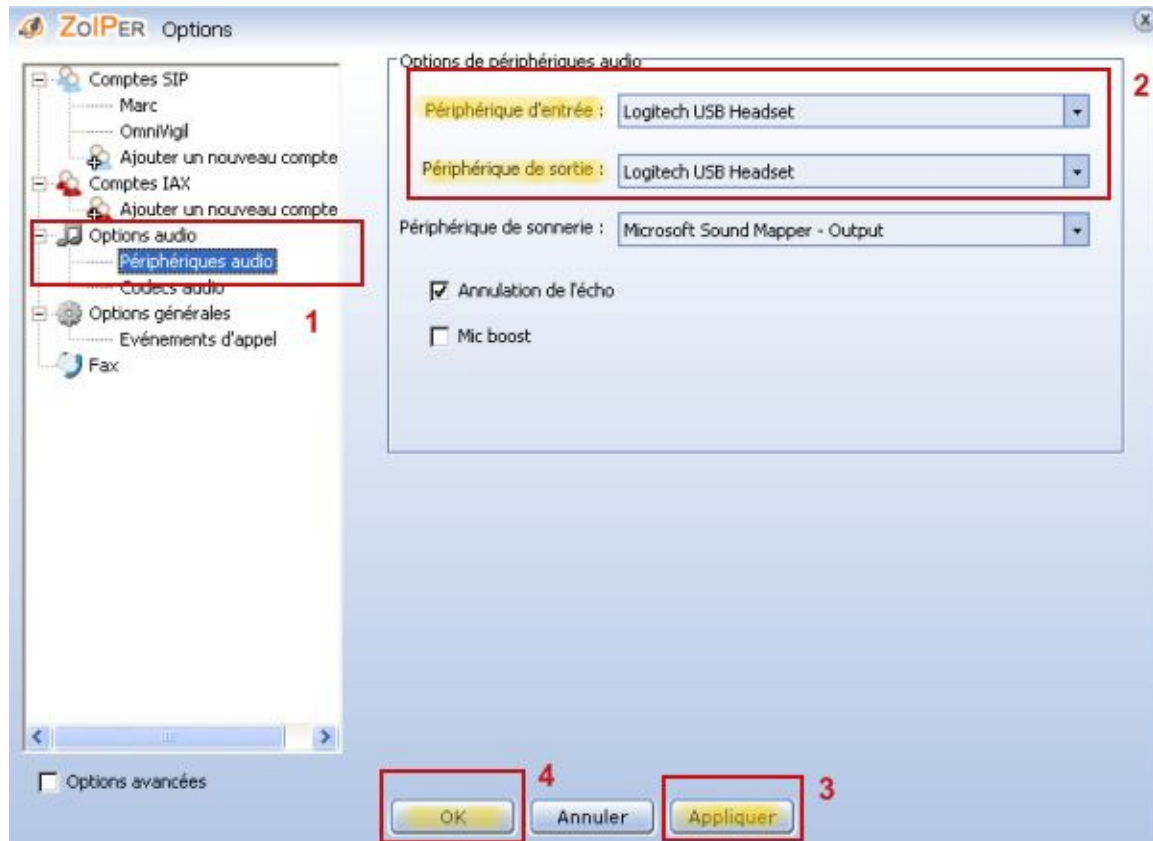 ZOIPER Options
Comptes SIP
Marc
OmniVigil
Ajouter un nouveau compte
Comptes IAX
Ajouter un nouveau compte
Options audio
Périphériques audio
Codecs audio
Options générales
Evénements d'appel
Fax
1
Options de périphériques audio
2
Périphérique d'entrée : Logitech USB Headset
Périphérique de sortie : Logitech USB Headset
Périphérique de sonnerie : Microsoft Sound Mapper - Output
Annulation de l'écho
Mic boost
Options avancées
4
3
OK Annuler Appliquer